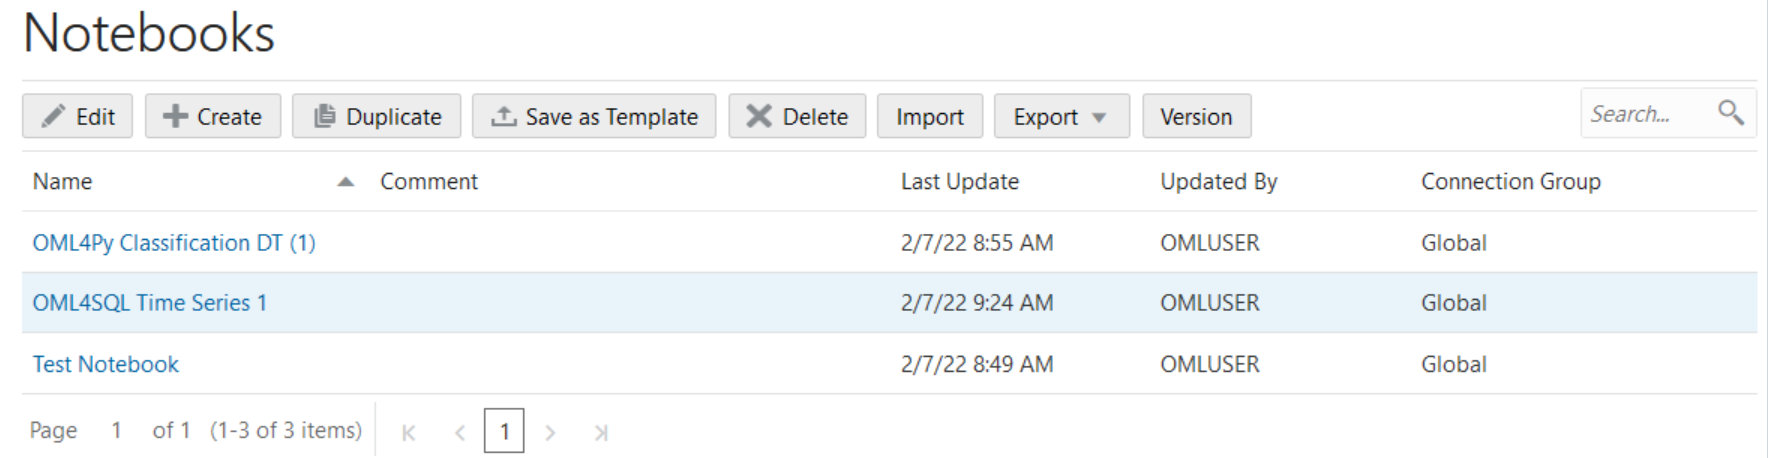 Notebooks
Edit Create Duplicate Save as Template Delete Import Export Version Search...
Name Comment Last Update Updated By Connection Group
OML4Py Classification DT (1) 2/7/22 8:55 AM OMLUSER Global
OML4SQL Time Series 1 2/7/22 9:24 AM OMLUSER Global
Test Notebook 2/7/22 8:49 AM OMLUSER Global
Page 1 of 1 (1-3 of 3 items) 1